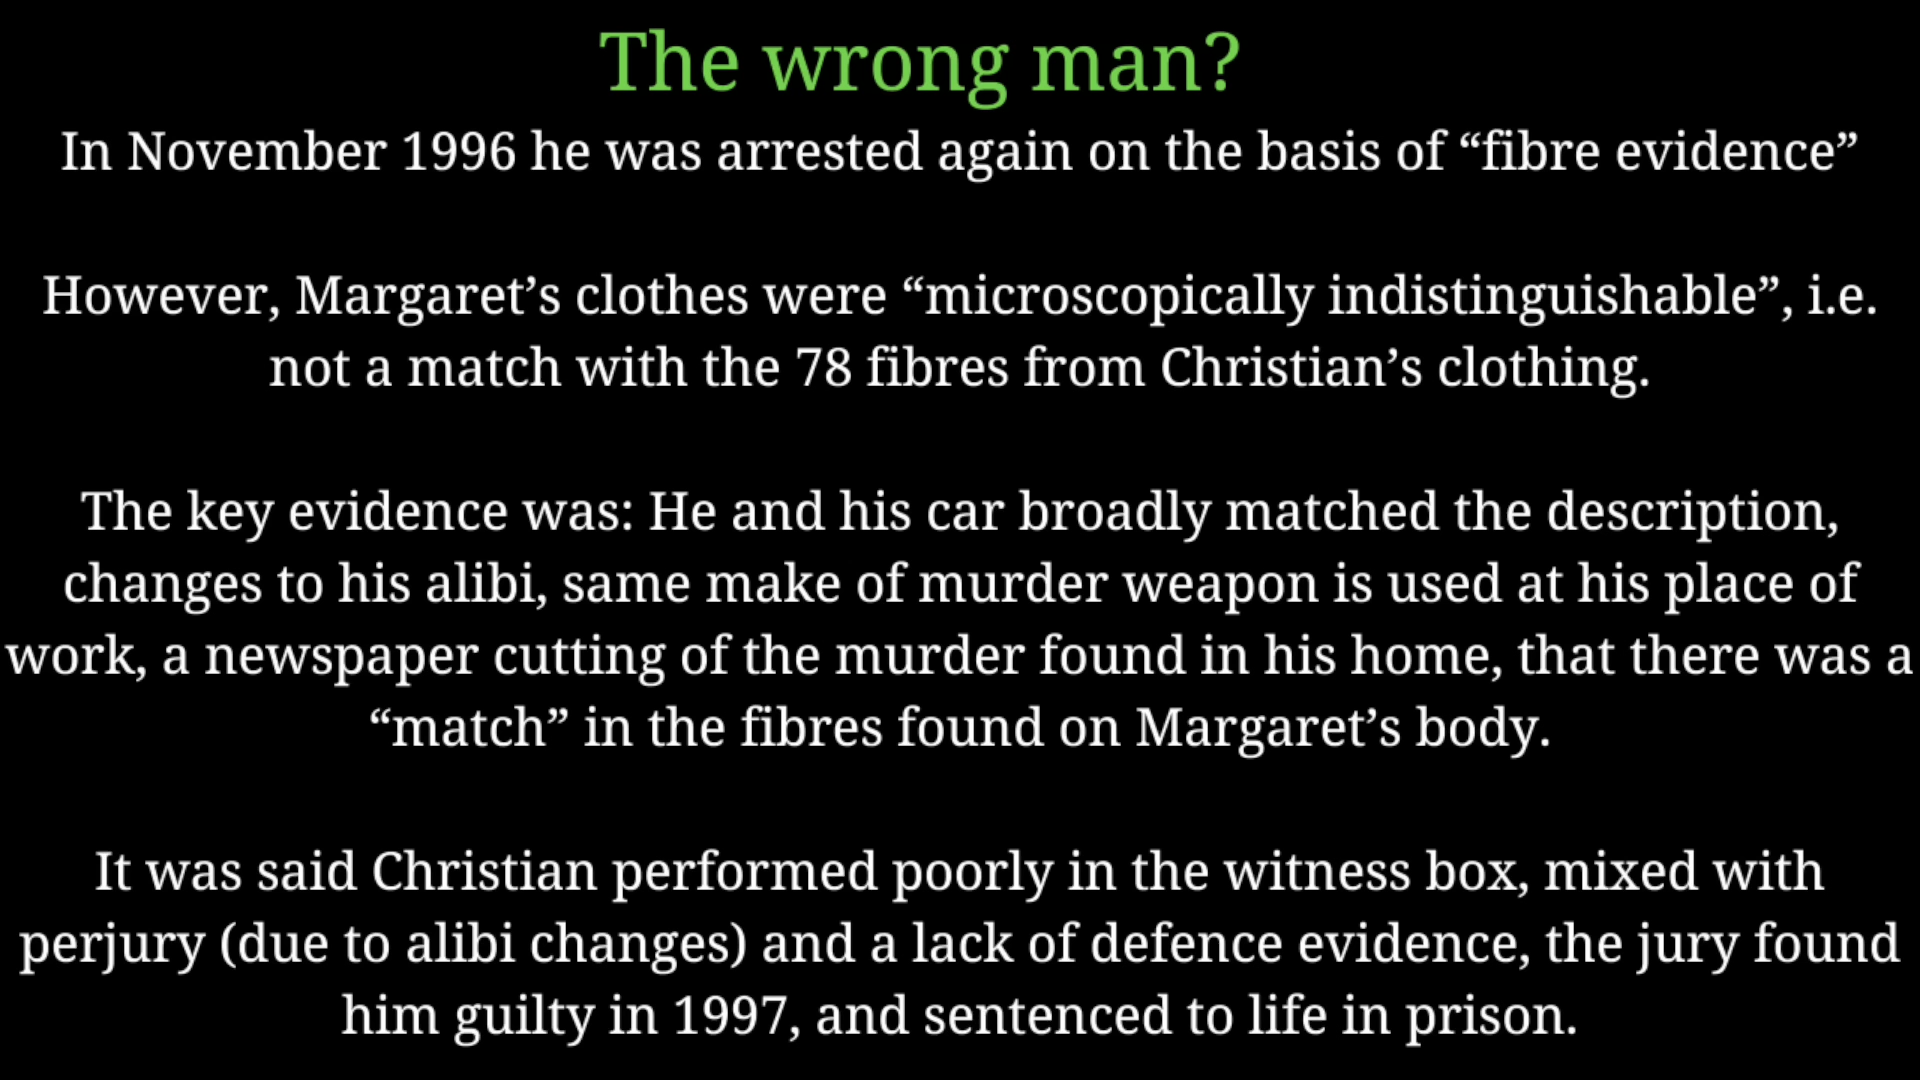 The wrong man?
In November 1996 he was arrested again on the basis of “fibre evidence”
However, Margaret’s clothes were “microscopically indistinguishable”, i.e.
not a match with the 78 fibres from Christian’s clothing.
The key evidence was: He and his car broadly matched the description,
changes to his alibi, same make of murder weapon is used at his place of
work, a newspaper cutting of the murder found in his home, that there was a
“match” in the fibres found on Margaret’s body.
It was said Christian performed poorly in the witness box, mixed with
perjury (due to alibi changes) and a lack of defence evidence, the jury found
him guilty in 1997, and sentenced to life in prison.